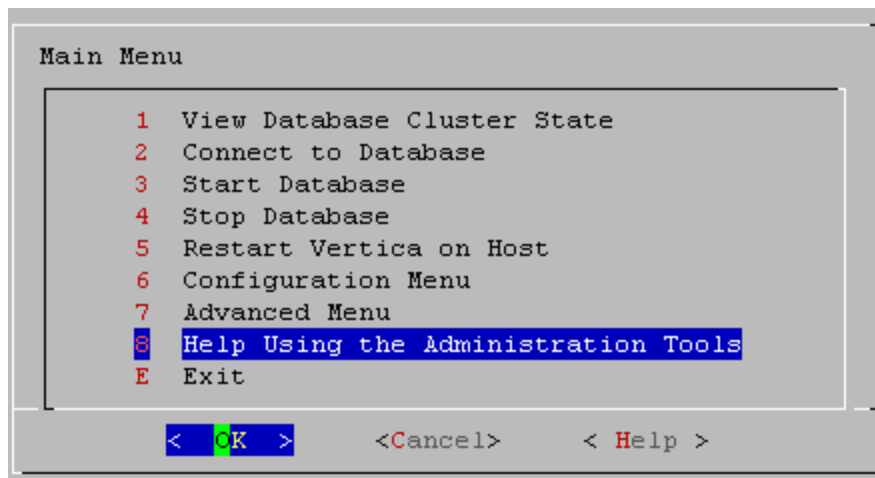 Main Menu
1 View Database Cluster State
2 Connect to Database
3 Start Database
4 Stop Database
5 Restart Vertica on Host
6 Configuration Menu
7 Advanced Menu
8 Help Using the Administration Tools
E Exit
< OK > <Cancel> < Help >